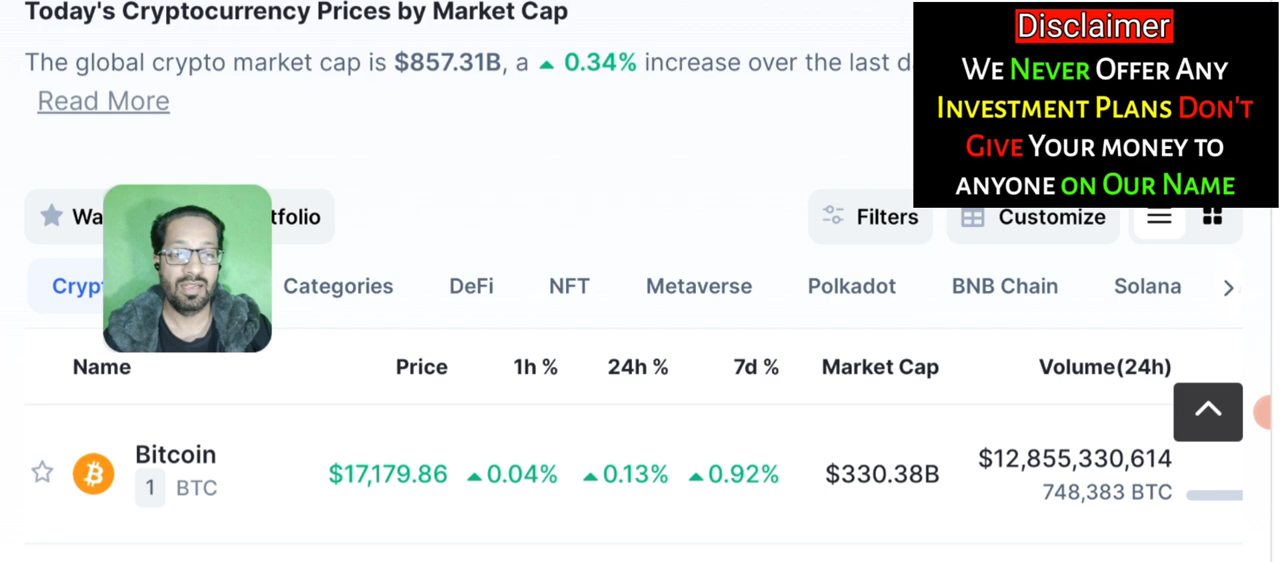 Today's Cryptocurrency Prices by Market Cap
The global crypto market cap is $857.31B, a ▲ 0.34% increase over the last
Read More
Disclaimer
We Never Offer Any
Investment Plans Don't
Give Your money to
anyone on Our Name
Filters
Customize
Categories
DeFi
NFT
Metaverse
Polkadot
BNB Chain
Solana
Name
Price
1h %
24h %
7d %
Market Cap
Volume(24h)
Bitcoin
1 BTC
$17,179.86
▲0.04%
▲0.13%
▲0.92%
$330.38B
$12,855,330,614
748,383 BTC